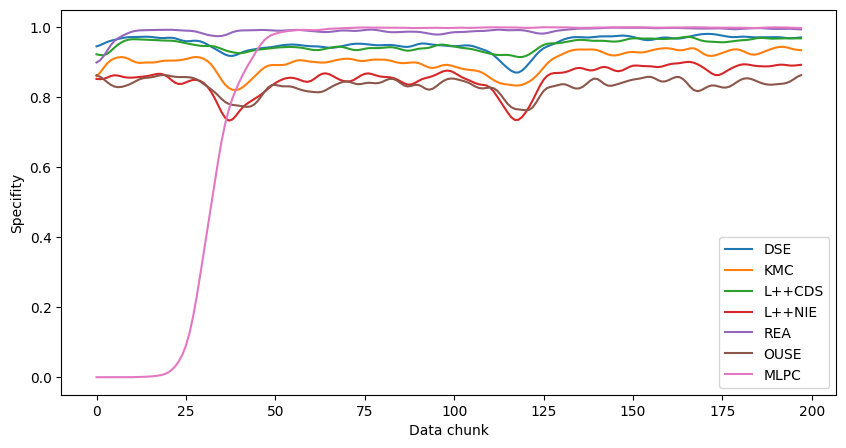 1.0
0.8
0.6
0.4
0.2
0.0
Specifity
0 25 50 75 100 125 150 175 200
Data chunk
DSE
KMC
L++CDS
L++NIE
REA
OUSE
MLPC